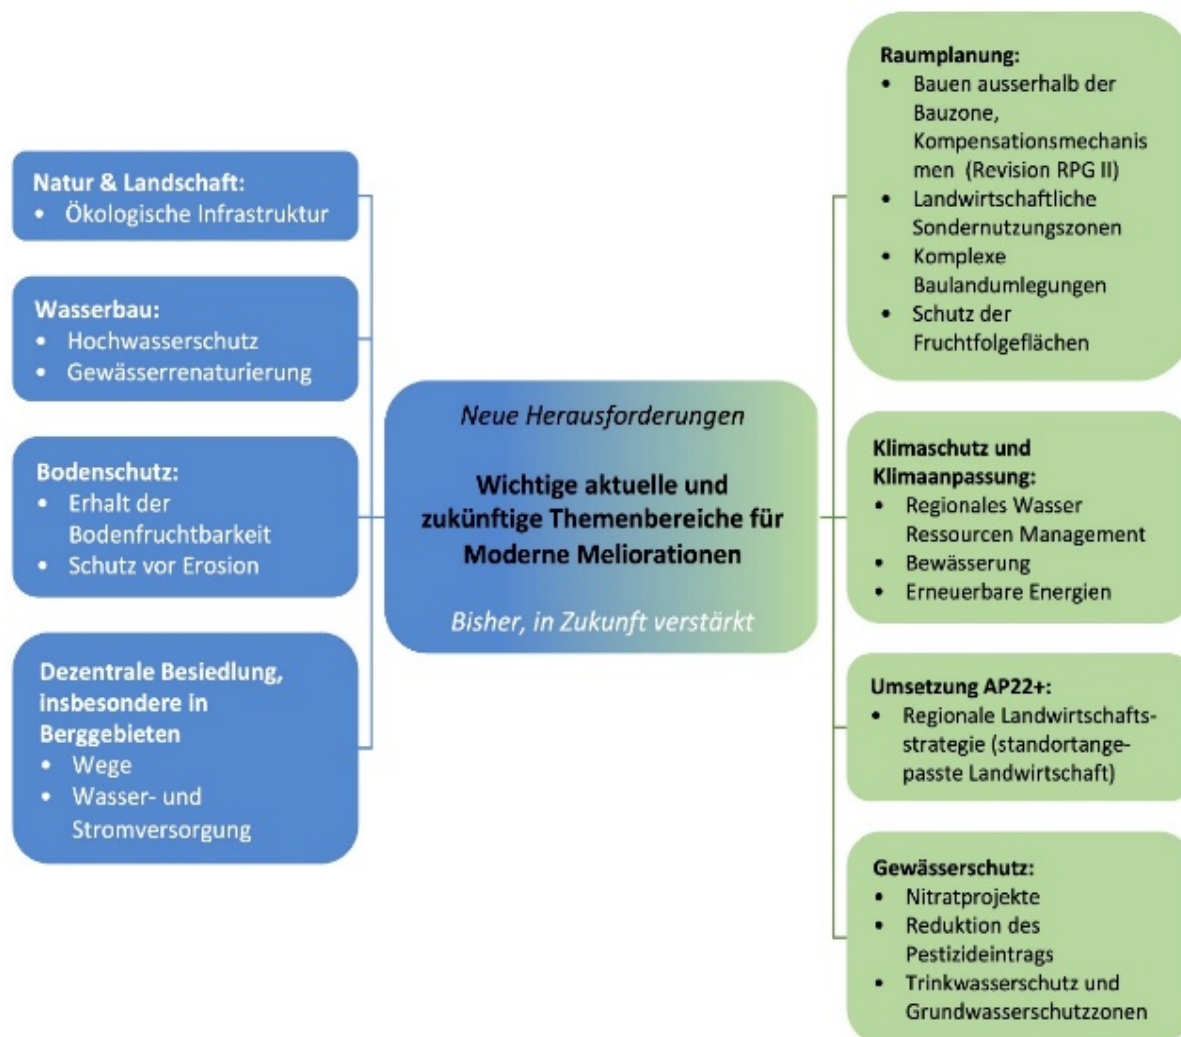 Natur & Landschaft:
• Ökologische Infrastruktur
Wasserbau:
• Hochwasserschutz
• Gewässerrenaturierung
Bodenschutz:
• Erhalt der
Bodenfruchtbarkeit
• Schutz vor Erosion
Dezentrale Besiedlung,
insbesondere in
Berggebieten
• Wege
• Wasser- und
Stromversorgung
Neue Herausforderungen
Wichtige aktuelle und
zukünftige Themenbereiche für
Moderne Meliorationen
Bisher, in Zukunft verstärkt
Raumplanung:
• Bauen ausserhalb der
Bauzone,
Kompensationsmechanis
men (Revision RPG II)
• Landwirtschaftliche
Sondernutzungszonen
• Komplexe
Baulandumlegungen
• Schutz der
Fruchtfolgeflächen
Klimaschutz und
Klimaanpassung:
• Regionales Wasser
Ressourcen Management
• Bewässerung
• Erneuerbare Energien
Umsetzung AP22+:
• Regionale Landwirtschafts-
strategie (standortange-
passte Landwirtschaft)
Gewässerschutz:
• Nitratprojekte
• Reduktion des
Pestizideintrags
• Trinkwasserschutz und
Grundwasserschutzzonen